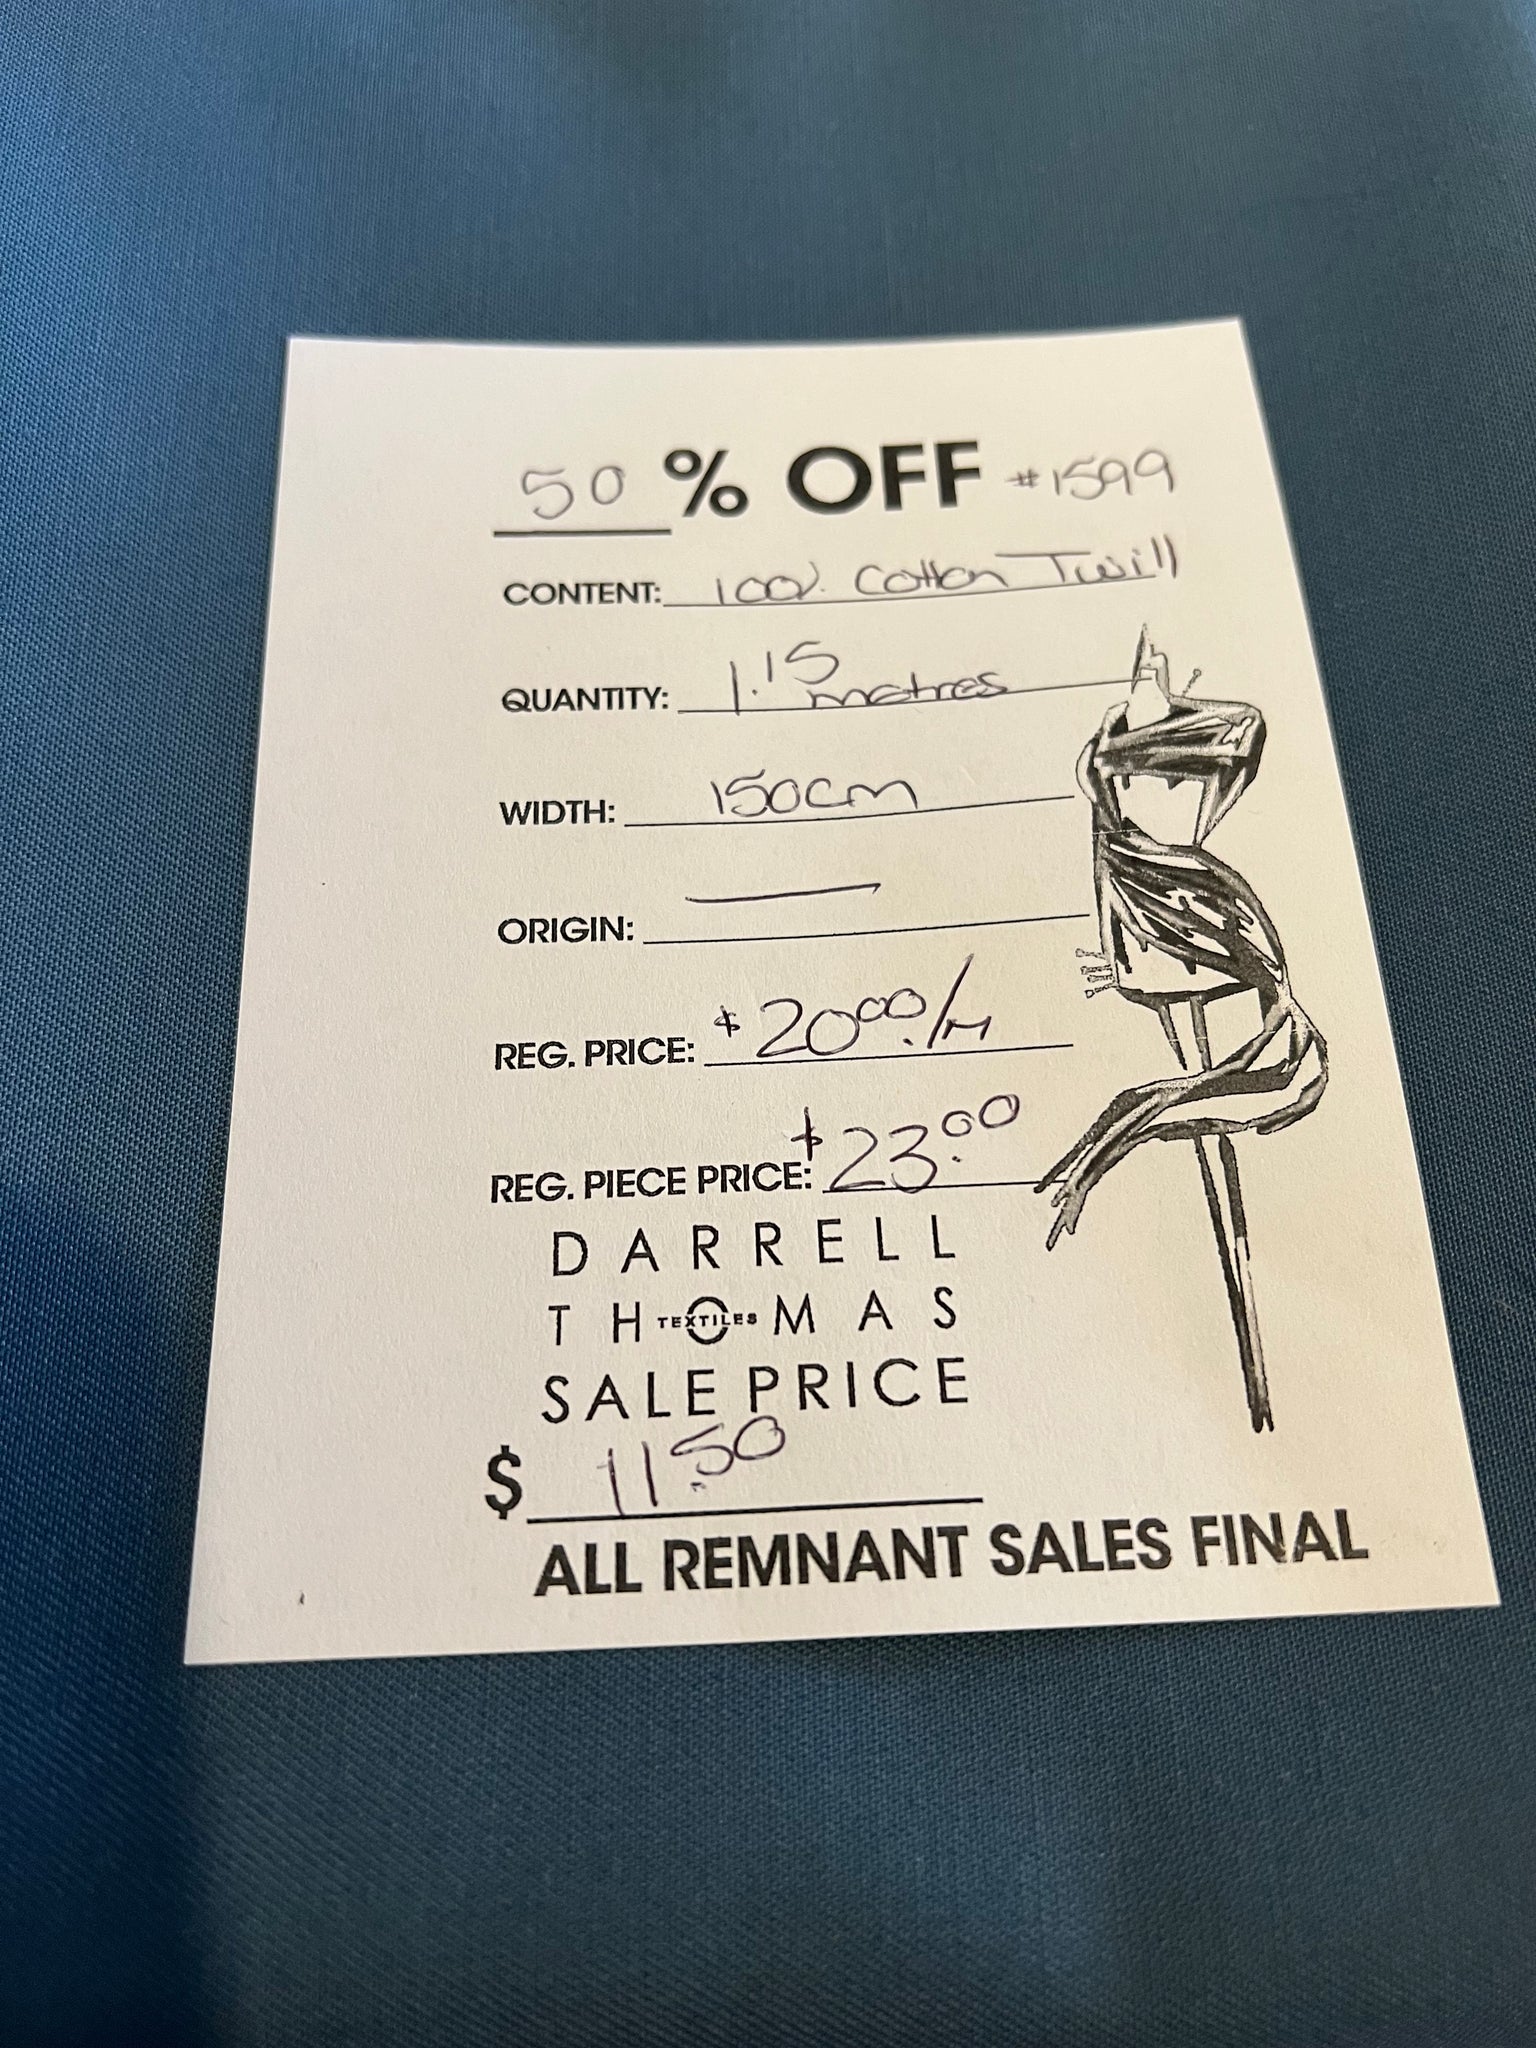 50 % OFF #1599
CONTENT: 100% Cotton Twill
QUANTITY: 1.15 metres
WIDTH: 150cm
ORIGIN: —
REG. PRICE: $20.00/M
REG. PIECE PRICE: $23.00
DARRELL
THOMAS
TEXTILES
SALE PRICE
$ 11.50
ALL REMNANT SALES FINAL